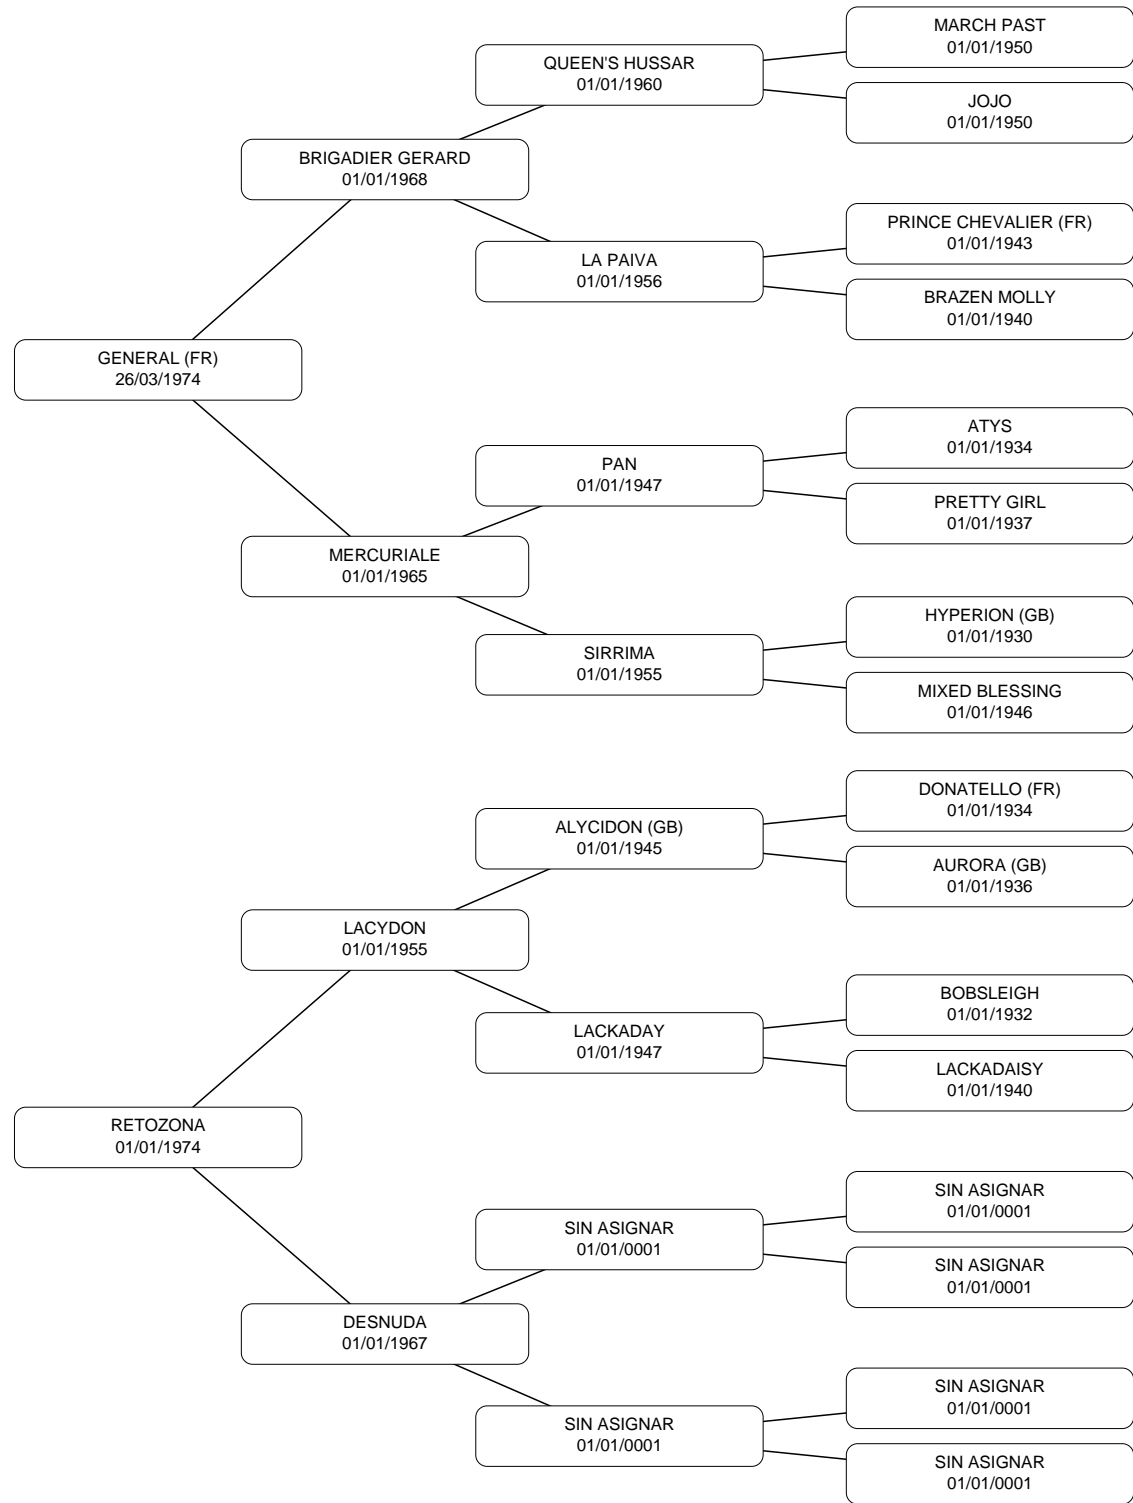 MARCH PAST
01/01/1950
QUEEN'S HUSSAR
01/01/1960
JOJO
01/01/1950
BRIGADIER GERARD
01/01/1968
PRINCE CHEVALIER (FR)
01/01/1943
LA PAIVA
01/01/1956
BRAZEN MOLLY
01/01/1940
GENERAL (FR)
26/03/1974
ATYS
01/01/1934
PAN
01/01/1947
PRETTY GIRL
01/01/1937
MERCURIALE
01/01/1965
HYPERION (GB)
01/01/1930
SIRRIMA
01/01/1955
MIXED BLESSING
01/01/1946
DONATELLO (FR)
01/01/1934
ALYCIDON (GB)
01/01/1945
AURORA (GB)
01/01/1936
LACYDON
01/01/1955
BOBSLEIGH
01/01/1932
LACKADAY
01/01/1947
LACKADAISY
01/01/1940
RETOZONA
01/01/1974
SIN ASIGNAR
01/01/0001
SIN ASIGNAR
01/01/0001
SIN ASIGNAR
01/01/0001
DESNUDA
01/01/1967
SIN ASIGNAR
01/01/0001
SIN ASIGNAR
01/01/0001
SIN ASIGNAR
01/01/0001